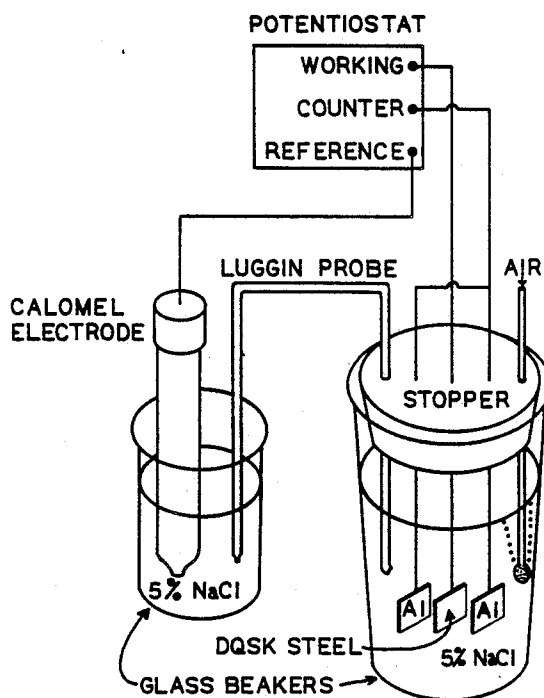 POTENTIOSTAT
WORKING
COUNTER
REFERENCE
LUGGIN PROBE
AIR
CALOMEL
ELECTRODE
STOPPER
5% NaCl
Al
Al
DQSK STEEL
5% NaCl
GLASS BEAKERS